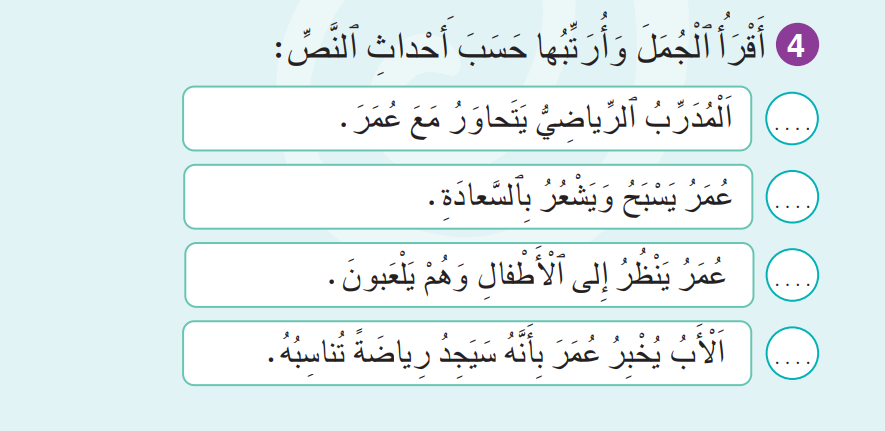 4 أَقْرَأُ ٱلْجُمَلَ وَأُرَتِّبُها حَسَبَ أَحْداثِ ٱلنَّصِّ:
.... اَلْمُدَرِّبُ ٱلرِّياضِيُّ يَتَحاوَرُ مَعَ عُمَرَ.
.... عُمَرُ يَسْبَحُ وَيَشْعُرُ بِٱلسَّعادَةِ.
.... عُمَرُ يَنْظُرُ إِلى ٱلْأَطْفالِ وَهُمْ يَلْعَبونَ.
.... اَلْأَبُ يُخْبِرُ عُمَرَ بِأَنَّهُ سَيَجِدُ رِياضَةً تُناسِبُهُ.